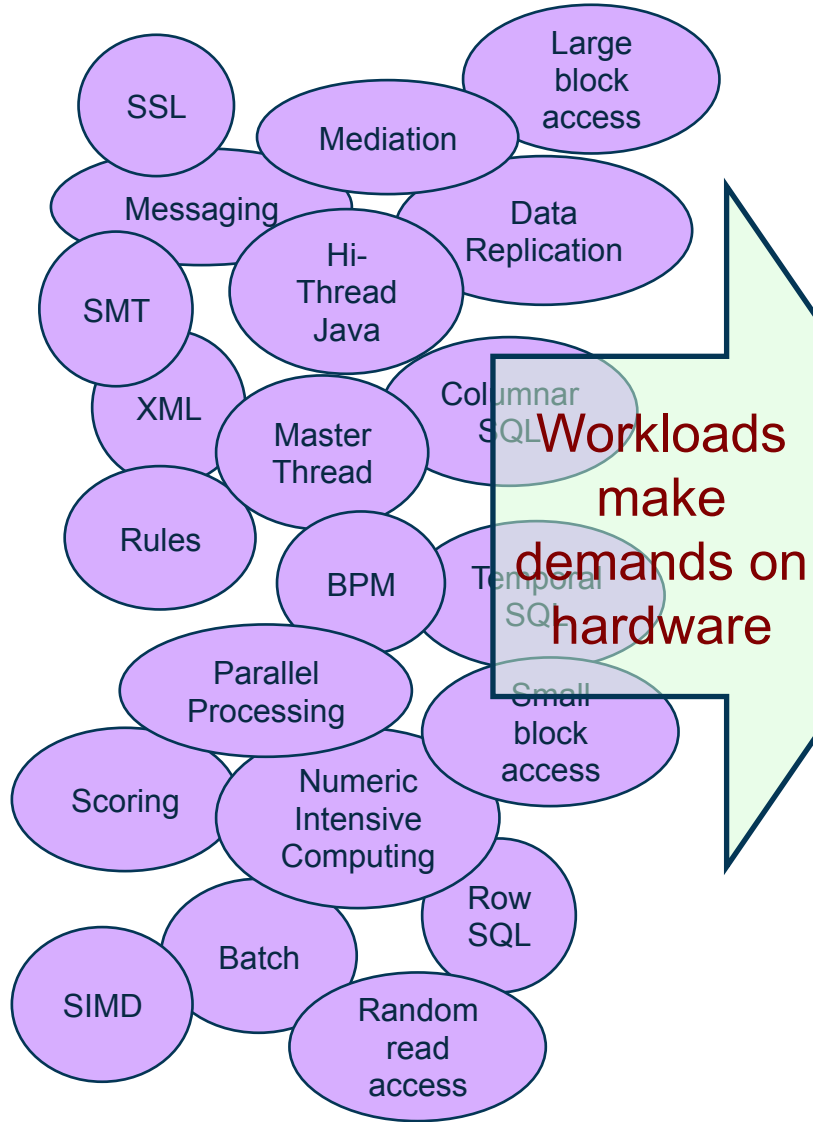 Large
block
access
SSL
Mediation
Messaging
Data
Replication
Hi-
Thread
Java
SMT
XML
Columnar
SQL
Master
Thread
Workloads
make
demands on
hardware
Rules
BPM
Temporal
SQL
Parallel
Processing
Small
block
access
Scoring
Numeric
Intensive
Computing
Row
SQL
Batch
SIMD
Random
read
access